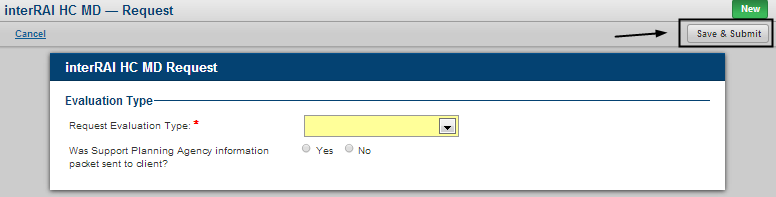 interRAI HC MD — Request
New
Cancel
Save & Submit
interRAI HC MD Request
Evaluation Type
Request Evaluation Type: *
Was Support Planning Agency information
packet sent to client?
Yes No